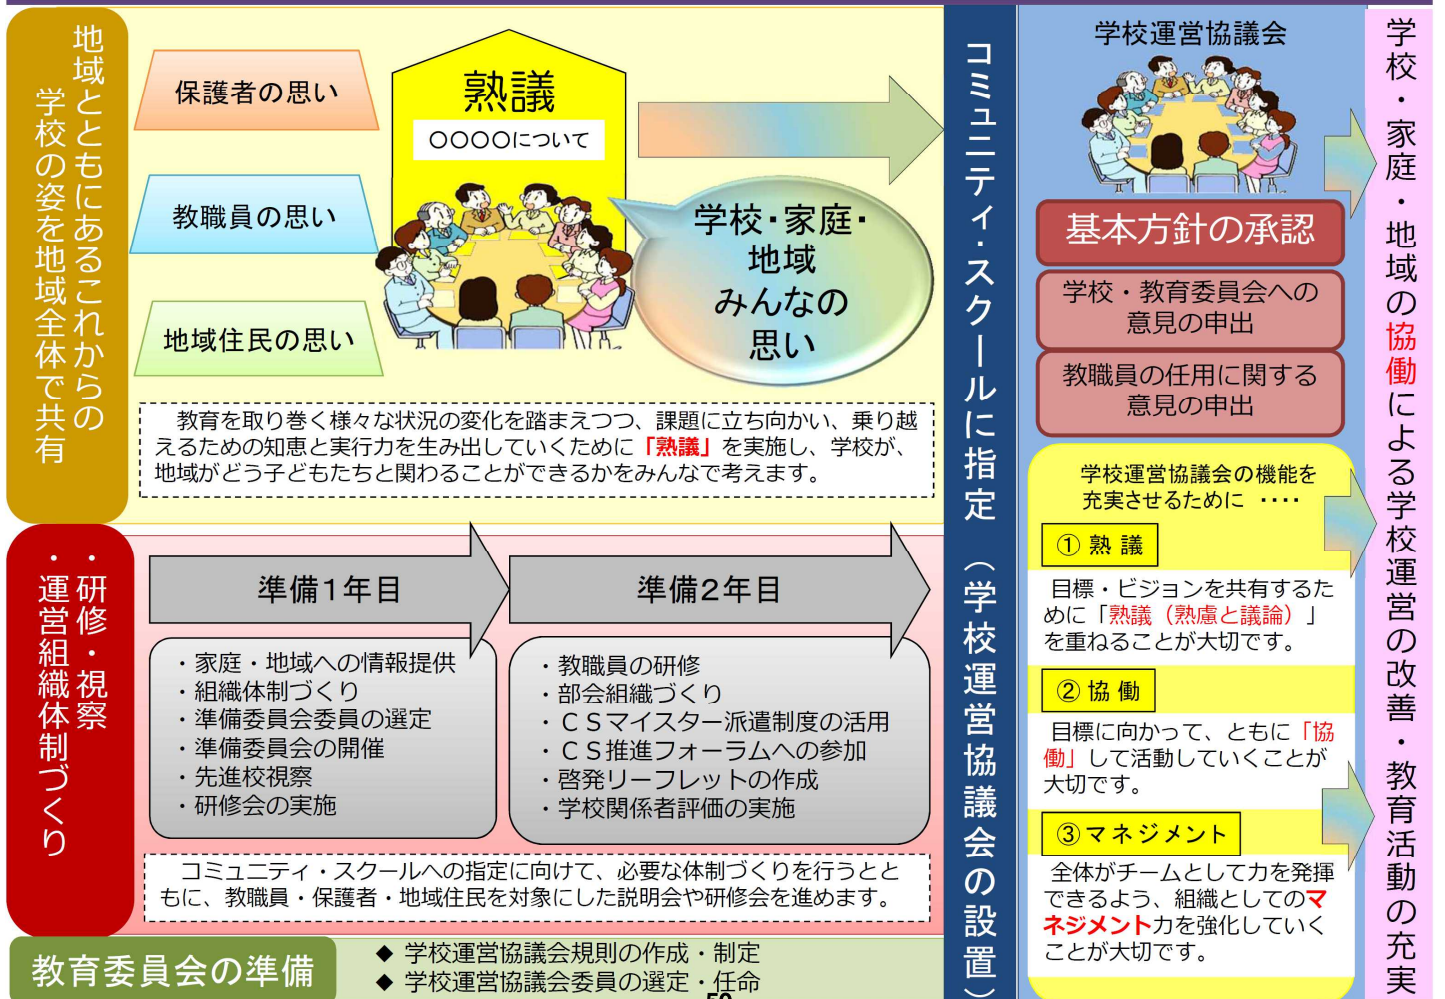 地域とともにあるこれからの
学校の姿を地域全体で共有
保護者の思い
教職員の思い
地域住民の思い
熟議
〇〇〇〇について
学校・家庭・
地域
みんなの
思い
教育を取り巻く様々な状況の変化を踏まえつつ、課題に立ち向かい、乗り越
えるための知恵と実行力を生み出していくために「熟議」を実施し、学校が、
地域がどう子どもたちと関わることができるかをみんなで考えます。
・研修・視察
・運営組織体制づくり
準備１年目
・家庭・地域への情報提供
・組織体制づくり
・準備委員会委員の選定
・準備委員会の開催
・先進校視察
・研修会の実施
準備２年目
・教職員の研修
・部会組織づくり
・ＣＳマイスター派遣制度の活用
・ＣＳ推進フォーラムへの参加
・啓発リーフレットの作成
・学校関係者評価の実施
コミュニティ・スクールへの指定に向けて、必要な体制づくりを行うとと
もに、教職員・保護者・地域住民を対象にした説明会や研修会を進めます。
教育委員会の準備
◆ 学校運営協議会規則の作成・制定
◆ 学校運営協議会委員の選定・任命
50
コミュニティ・スクールに指定（学校運営協議会の設置）
学校運営協議会
基本方針の承認
学校・教育委員会への
意見の申出
教職員の任用に関する
意見の申出
学校運営協議会の機能を
充実させるために ････
① 熟 議
目標・ビジョンを共有するた
めに「熟議（熟慮と議論）」
を重ねることが大切です。
② 協 働
目標に向かって、ともに「協
働」して活動していくことが
大切です。
③マネジメント
全体がチームとして力を発揮
できるよう、組織としてのマ
ネジメント力を強化していく
ことが大切です。
学校・家庭・地域の協働による学校運営の改善・教育活動の充実